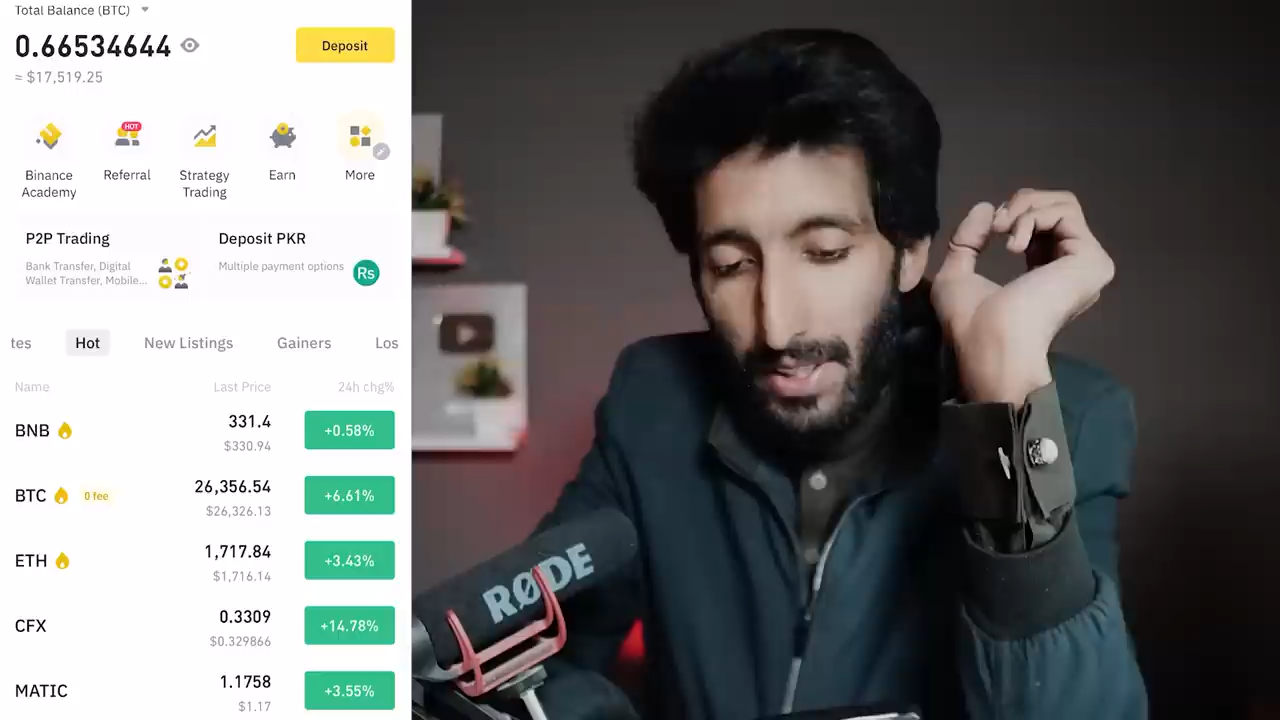 Total Balance (BTC)
0.66534644
≈ $17,519.25
Deposit
HOT
Binance Academy
Referral
Strategy Trading
Earn
More
P2P Trading
Bank Transfer, Digital
Wallet Transfer, Mobile...
Deposit PKR
Multiple payment options
Rs
tes Hot New Listings Gainers Los
Name Last Price 24h chg%
BNB 331.4 +0.58%
$330.94
BTC 0 fee 26,356.54 +6.61%
$26,326.13
ETH 1,717.84 +3.43%
$1,716.14
CFX 0.3309 +14.78%
$0.329866
MATIC 1.1758 +3.55%
$1.17
RØDE